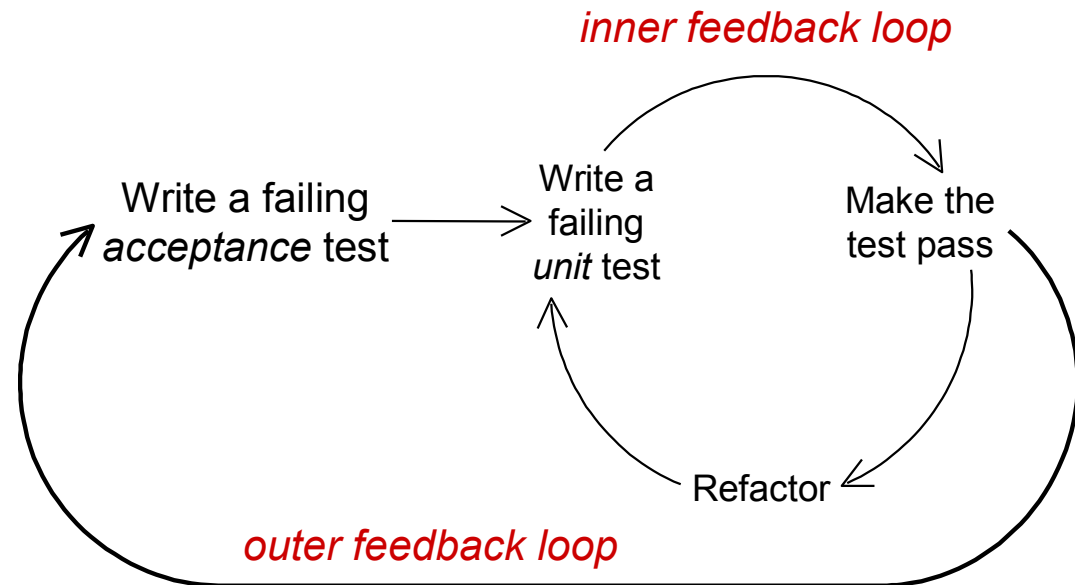 inner feedback loop
Write a failing
acceptance test
Write a
failing
unit test
Make the
test pass
Refactor
outer feedback loop